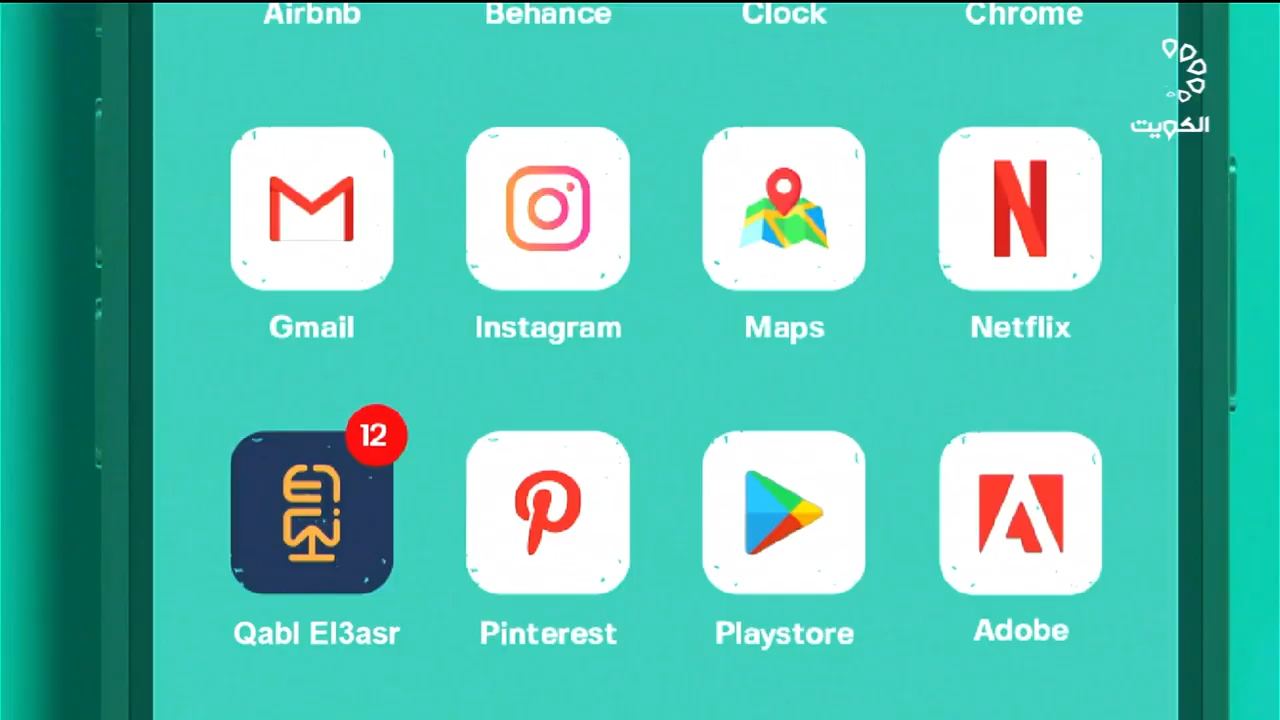 Airbnb Behance Clock Chrome
الكويت
Gmail Instagram Maps Netflix
12
Qabl El3asr Pinterest Playstore Adobe